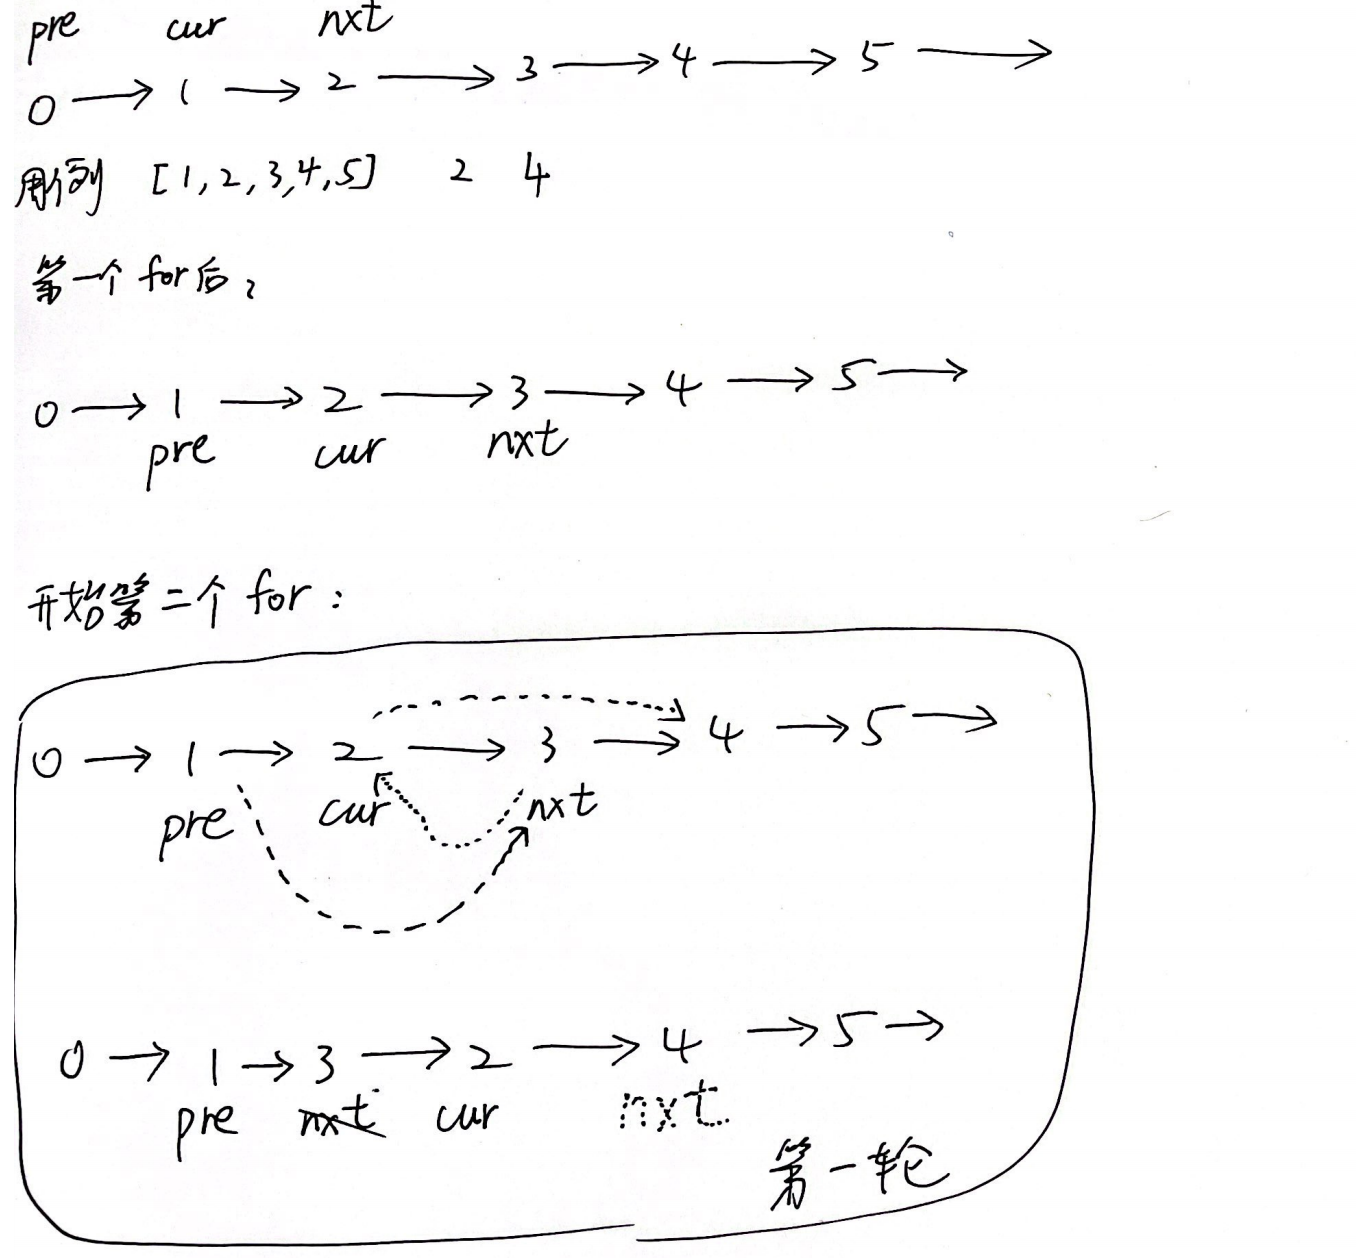 pre cur nxt
0 → 1 → 2 → 3 → 4 → 5 →
用例 [1,2,3,4,5] 2 4
第一个 for后:
0 → 1 → 2 → 3 → 4 → 5 →
pre cur nxt
开始第二个 for:
0 → 1 → 2 → 3 → 4 → 5 →
pre cur nxt
0 → 1 → 3 → 2 → 4 → 5 →
pre nxt cur nxt
第一轮